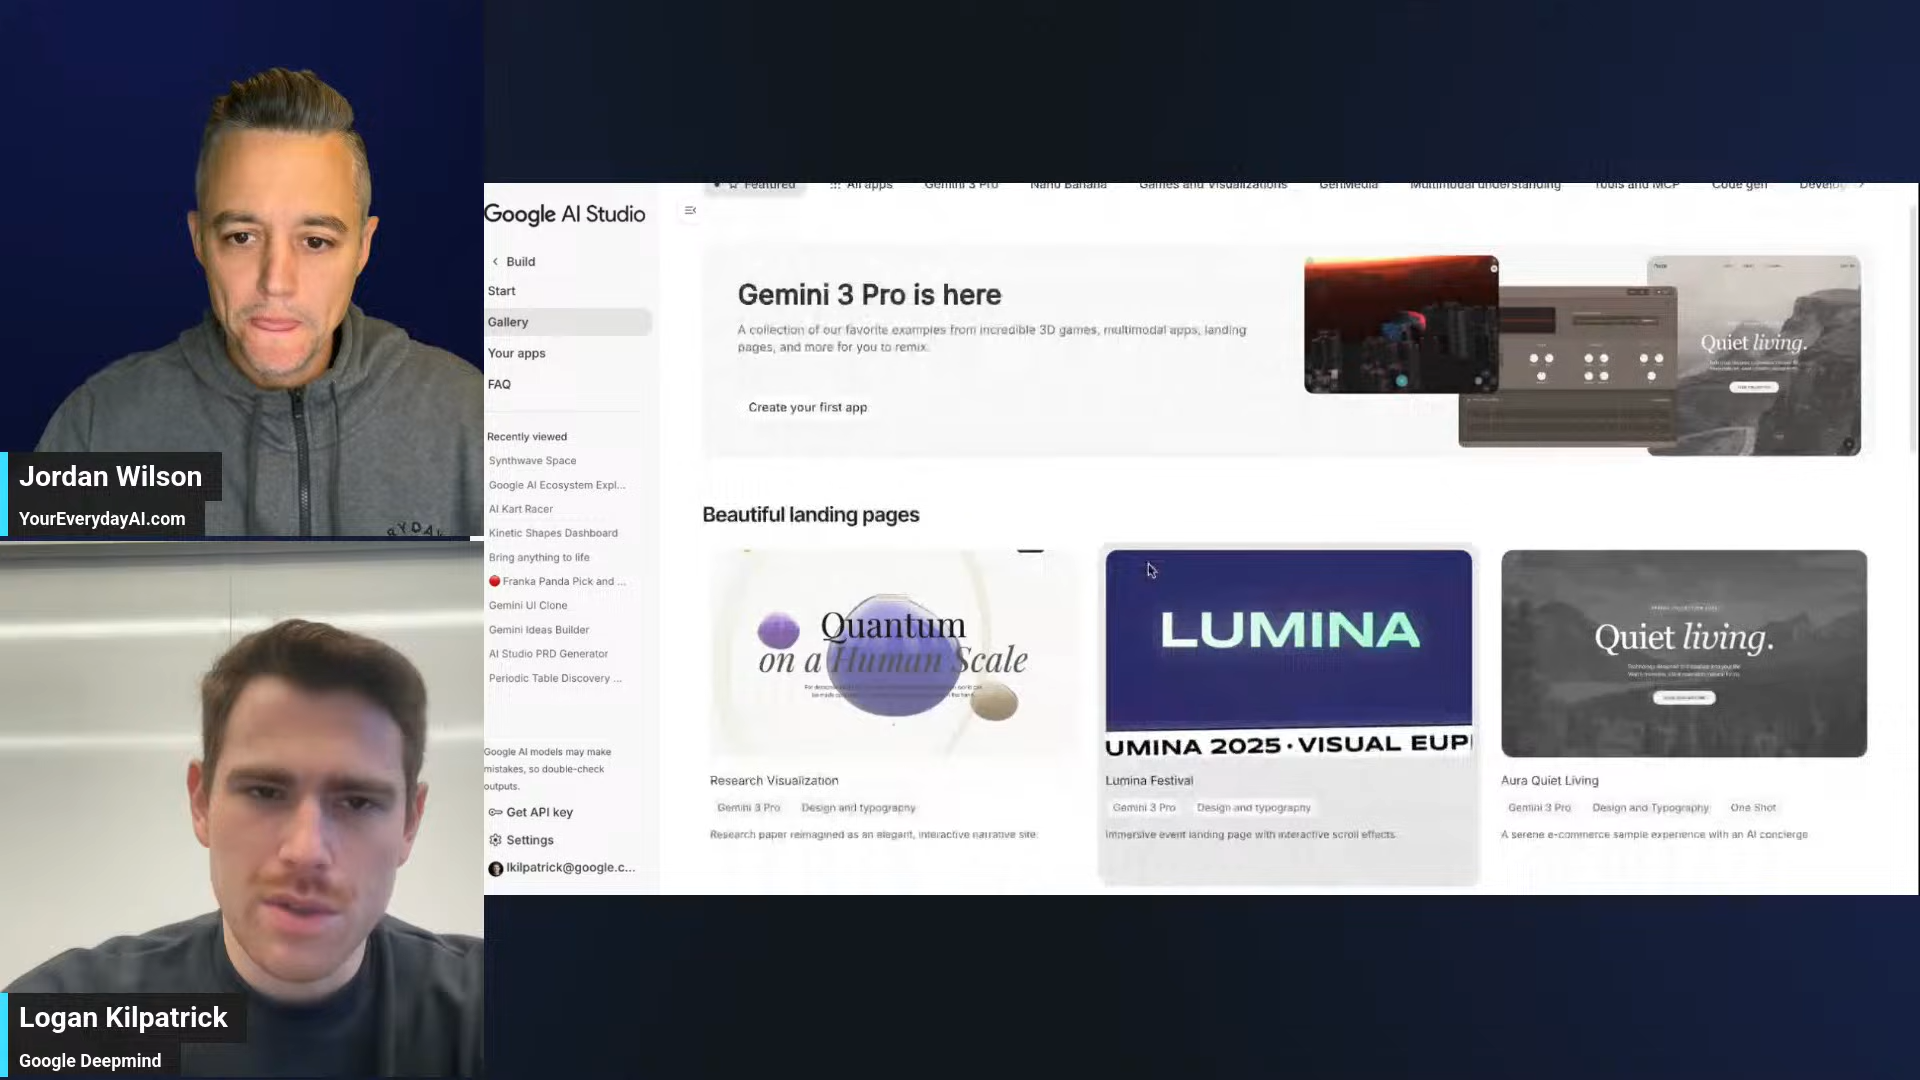 Jordan Wilson
YourEverydayAI.com
Logan Kilpatrick
Google Deepmind
Featured
All apps
Gemini 3 Pro
Nano Banana
Games and Visualizations
GenMedia
Multimodal understanding
Tools and MCP
Code gen
Develo
Google AI Studio
Build
Start
Gallery
Your apps
FAQ
Recently viewed
Synthwave Space
Google AI Ecosystem Expl...
AI Kart Racer
Kinetic Shapes Dashboard
Bring anything to life
Franka Panda Pick and ...
Gemini UI Clone
Gemini Ideas Builder
AI Studio PRD Generator
Periodic Table Discovery ...
Google AI models may make
mistakes, so double-check
outputs.
Get API key
Settings
lkilpatrick@google.c...
Gemini 3 Pro is here
A collection of our favorite examples from incredible 3D games, multimodal apps, landing
pages, and more for you to remix.
Create your first app
Quiet living.
Beautiful landing pages
Quantum
on a Human Scale
Research Visualization
Gemini 3 Pro
Design and typography
Research paper reimagined as an elegant, interactive narrative site.
LUMINA
UMINA 2025 • VISUAL EUP
Lumina Festival
Gemini 3 Pro
Design and typography
Immersive event landing page with interactive scroll effects.
Quiet living.
Aura Quiet Living
Gemini 3 Pro
Design and Typography
One Shot
A serene e-commerce sample experience with an AI concierge